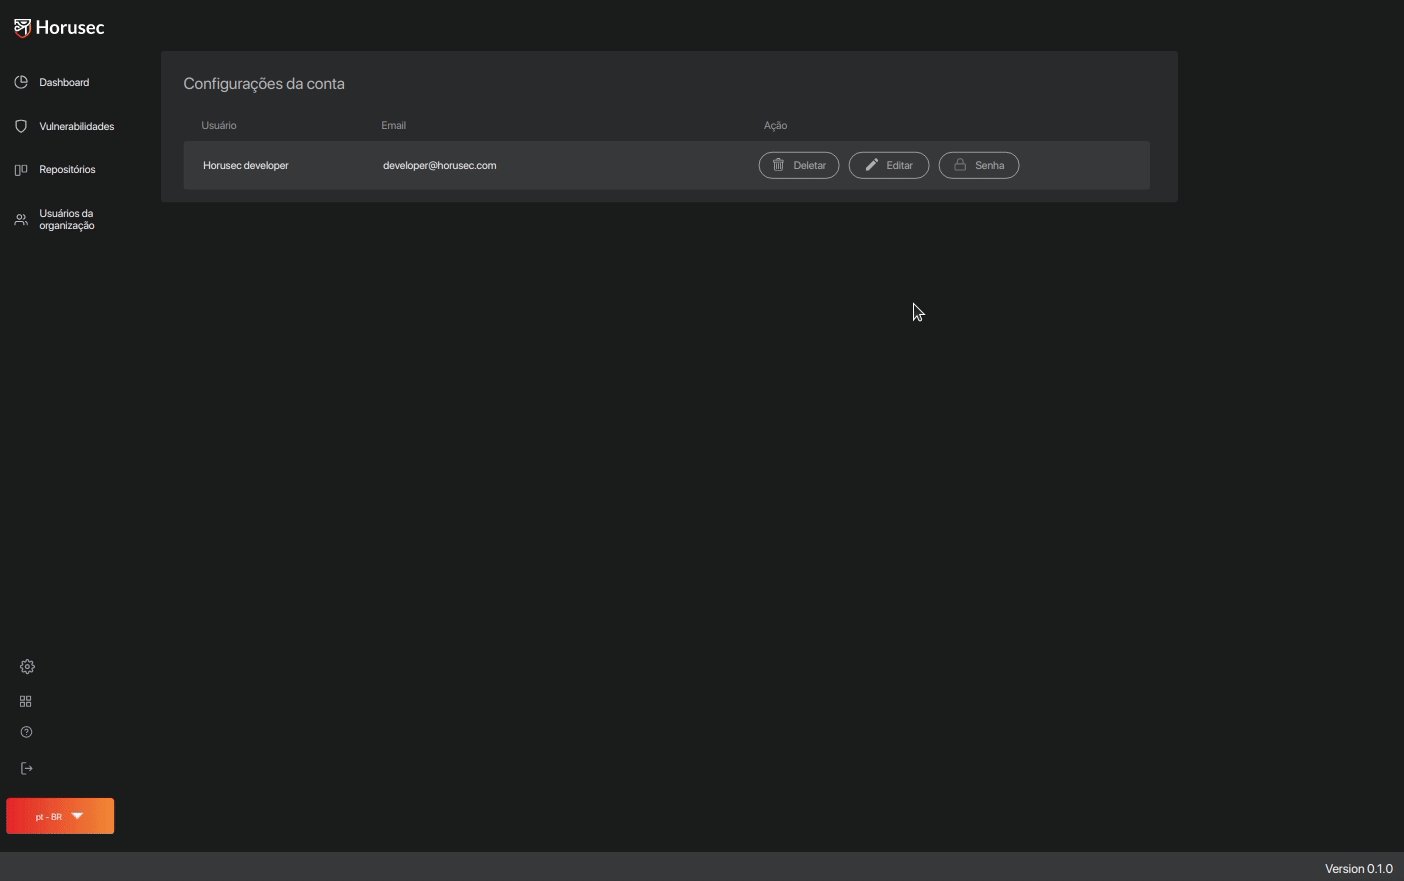 Horusec
Dashboard
Vulnerabilidades
Repositórios
Usuários da
organização
Configurações da conta
Usuário Email Ação
Horusec developer developer@horusec.com Deletar Editar Senha
pt - BR
Version 0.1.0